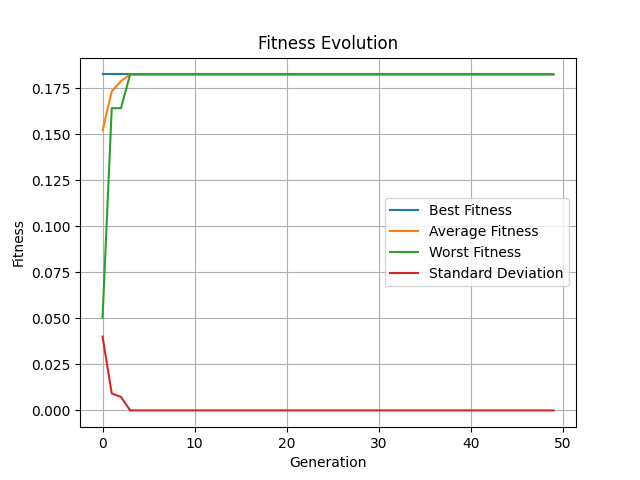 Fitness Evolution
Fitness
0.175
0.150
0.125
0.100
0.075
0.050
0.025
0.000
Best Fitness
Average Fitness
Worst Fitness
Standard Deviation
0 10 20 30 40 50
Generation